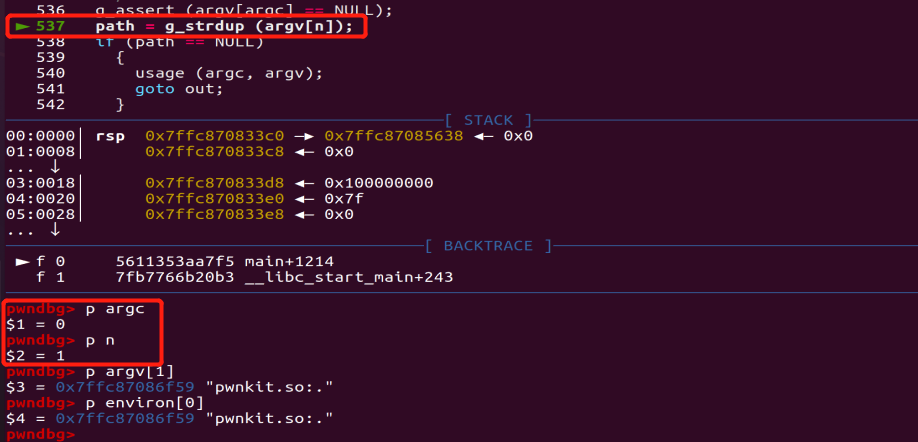 536 g_assert (argv[argc] == NULL);
► 537 path = g_strdup (argv[n]);
538 if (path == NULL)
539 {
540 usage (argc, argv);
541 goto out;
542 }
[ STACK ]
00:0000│ rsp 0x7ffc870833c0 —▸ 0x7ffc87085638 ◂— 0x0
01:0008│ 0x7ffc870833c8 ◂— 0x0
... ↓
03:0018│ 0x7ffc870833d8 ◂— 0x100000000
04:0020│ 0x7ffc870833e0 ◂— 0x7f
05:0028│ 0x7ffc870833e8 ◂— 0x0
... ↓
[ BACKTRACE ]
► f 0 5611353aa7f5 main+1214
f 1 7fb7766b20b3 __libc_start_main+243
pwndbg> p argc
$1 = 0
pwndbg> p n
$2 = 1
pwndbg> p argv[1]
$3 = 0x7ffc87086f59 "pwnkit.so:."
pwndbg> p environ[0]
$4 = 0x7ffc87086f59 "pwnkit.so:."
pwndbg>